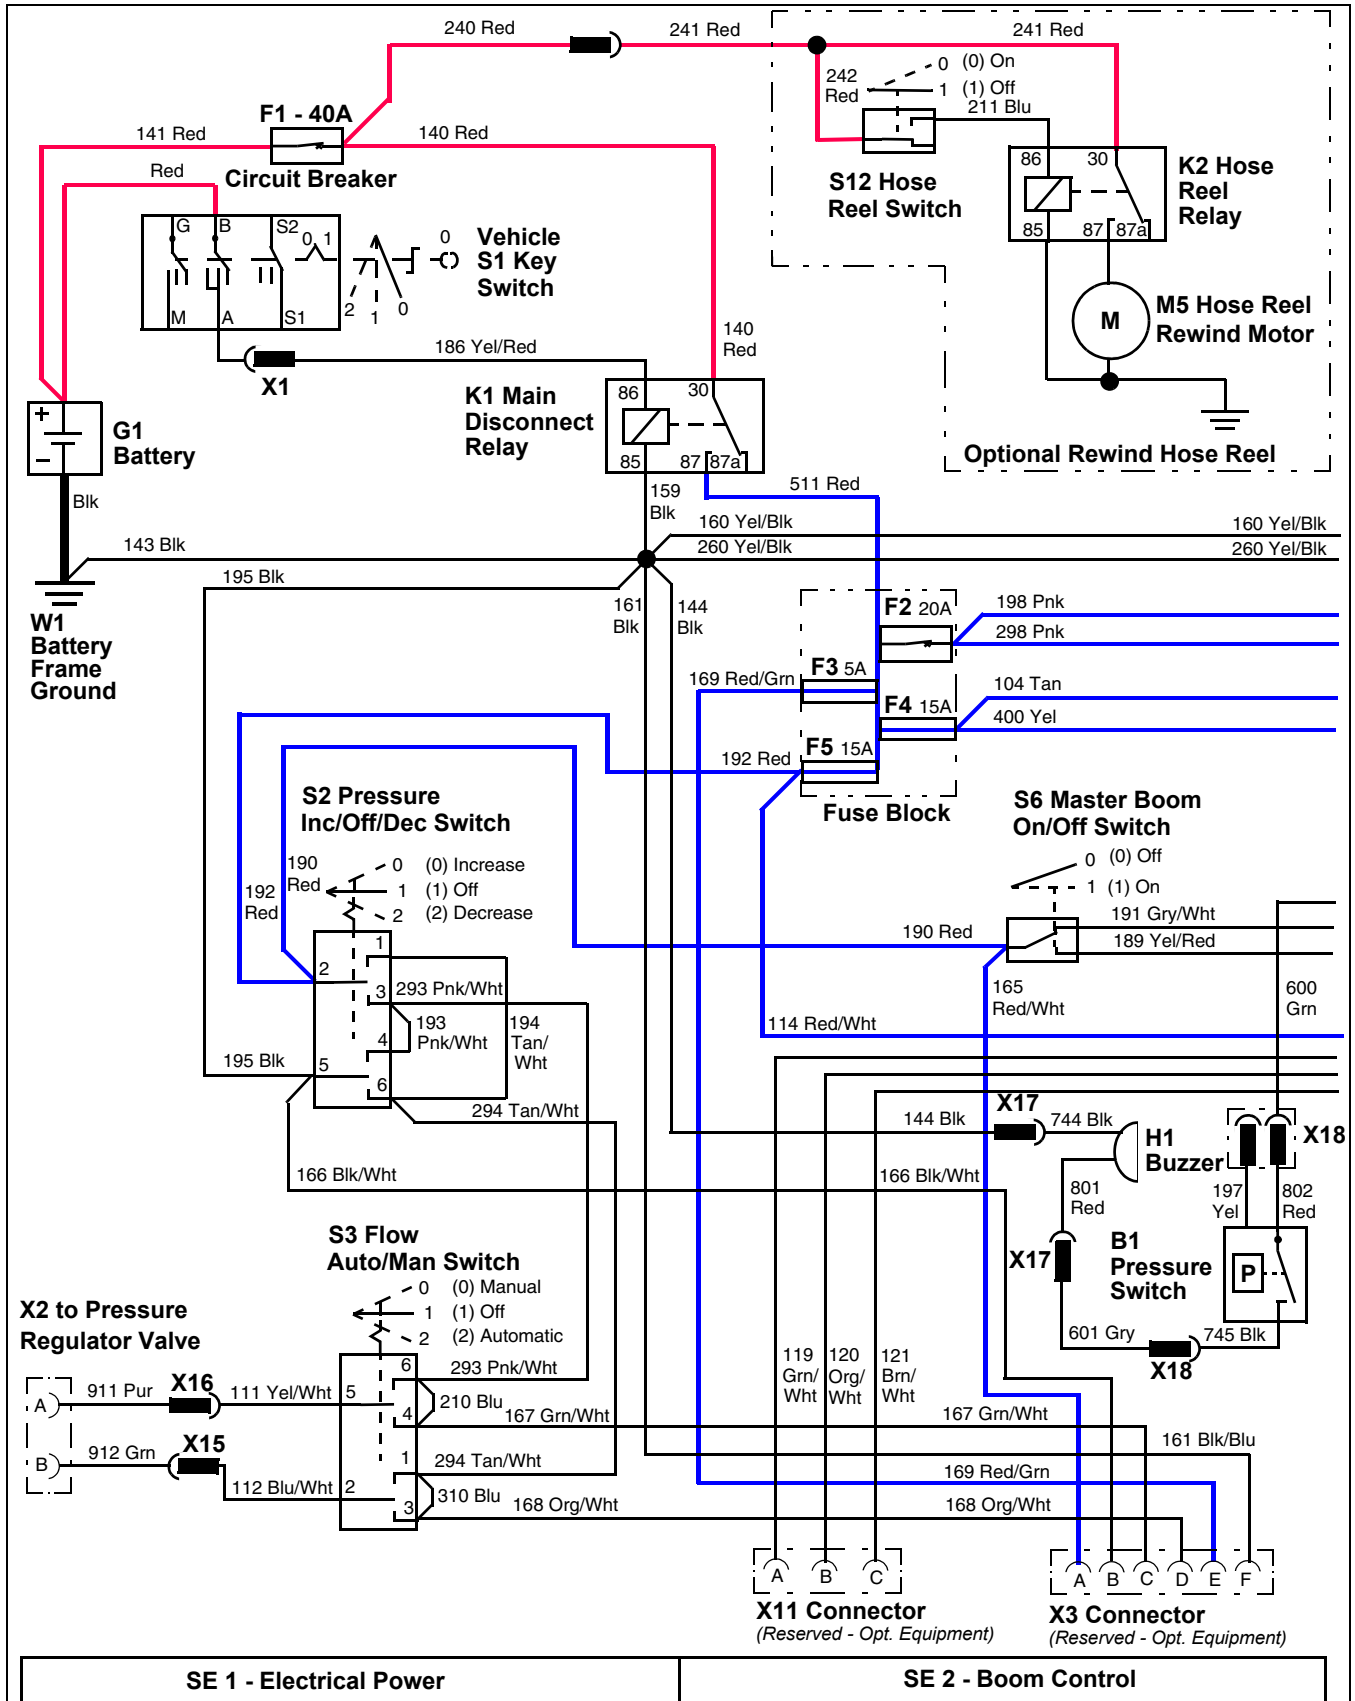 240 Red
241 Red
241 Red
0 (0) On
1 (1) Off
242
Red
211 Blu
F1 - 40A
141 Red
140 Red
Circuit Breaker
Red
86
30
K2 Hose
Reel
Relay
85
87
87a
S12 Hose
Reel Switch
G
B
S2
0
1
M
A
S1
2
1
0
0
Vehicle
S1 Key
Switch
M
M5 Hose Reel
Rewind Motor
140
Red
186 Yel/Red
X1
K1 Main
Disconnect
Relay
86
30
85
87
87a
Optional Rewind Hose Reel
+
−
G1
Battery
Blk
511 Red
159
Blk
160 Yel/Blk
160 Yel/Blk
143 Blk
260 Yel/Blk
260 Yel/Blk
195 Blk
161
Blk
144
Blk
W1
Battery
Frame
Ground
F2 20A
198 Pnk
298 Pnk
F3 5A
169 Red/Grn
104 Tan
F4 15A
400 Yel
F5 15A
192 Red
Fuse Block
S2 Pressure
Inc/Off/Dec Switch
S6 Master Boom
On/Off Switch
190
Red
0 (0) Increase
1 (1) Off
2 (2) Decrease
192
Red
0 (0) Off
1 (1) On
191 Gry/Wht
190 Red
189 Yel/Red
1
2
3
4
5
6
293 Pnk/Wht
193
Pnk/Wht
194
Tan/
Wht
165
Red/Wht
600
Grn
114 Red/Wht
195 Blk
294 Tan/Wht
144 Blk
X17
744 Blk
H1
Buzzer
X18
166 Blk/Wht
166 Blk/Wht
801
Red
197
Yel
802
Red
S3 Flow
Auto/Man Switch
X17
B1
Pressure
Switch
P
0 (0) Manual
1 (1) Off
2 (2) Automatic
X2 to Pressure
Regulator Valve
601 Gry
745 Blk
X18
119
Grn/
Wht
120
Org/
Wht
121
Brn/
Wht
6
293 Pnk/Wht
A
911 Pur
X16
111 Yel/Wht
5
4
210 Blu
167 Grn/Wht
167 Grn/Wht
B
912 Grn
X15
1
294 Tan/Wht
161 Blk/Blu
112 Blu/Wht
2
3
310 Blu
168 Org/Wht
169 Red/Grn
168 Org/Wht
A B C
A B C D E F
X11 Connector
(Reserved - Opt. Equipment)
X3 Connector
(Reserved - Opt. Equipment)
SE 1 - Electrical Power
SE 2 - Boom Control